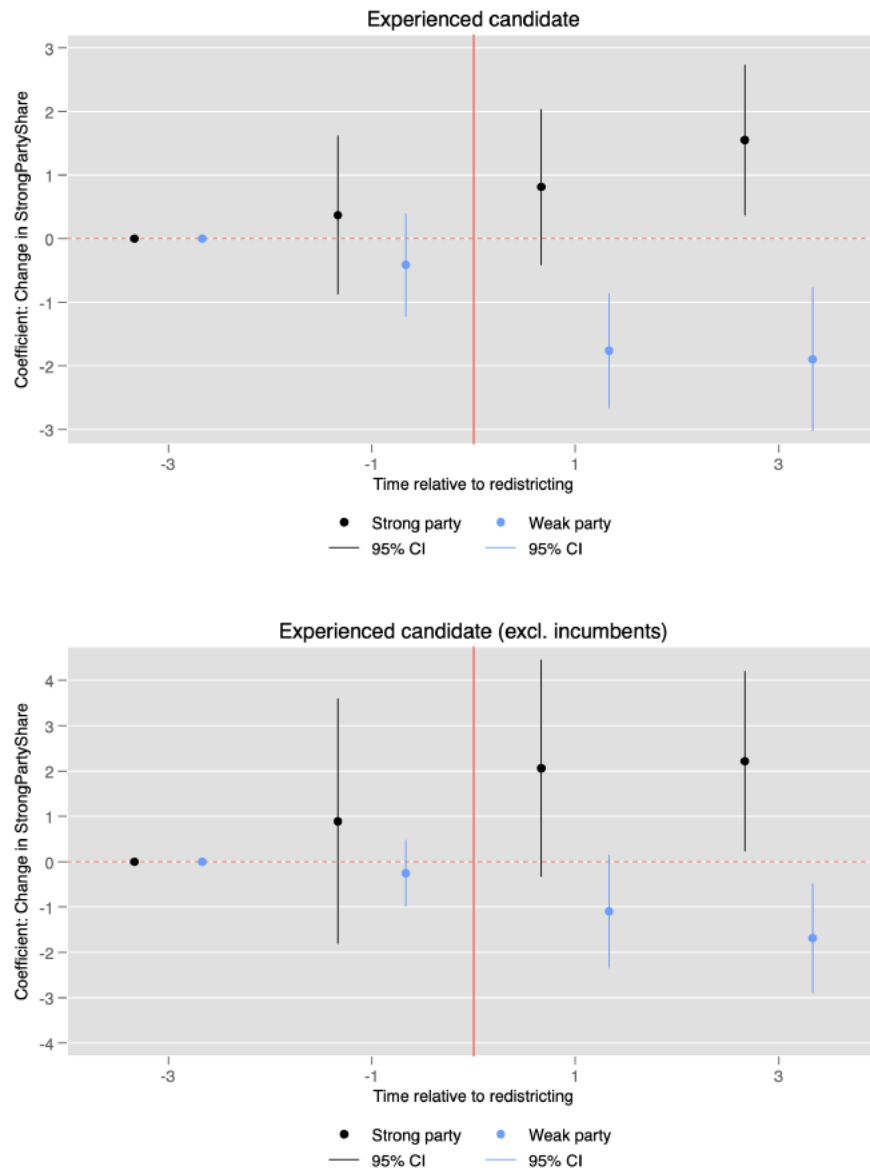 Experienced candidate
Coefficient: Change in StrongPartyShare
3
2
1
0
-1
-2
-3
-3 -1 1 3
Time relative to redistricting
Strong party Weak party
95% CI 95% CI
Experienced candidate (excl. incumbents)
Coefficient: Change in StrongPartyShare
4
3
2
1
0
-1
-2
-3
-4
-3 -1 1 3
Time relative to redistricting
Strong party Weak party
95% CI 95% CI